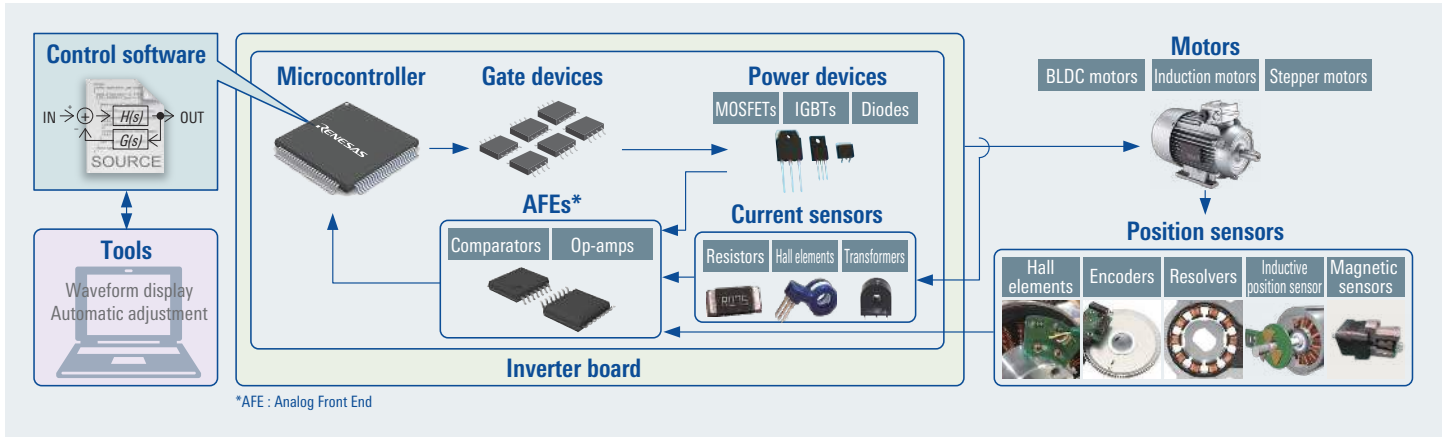 Control software
IN
+
+
H(s)
OUT
−
G(s)
SOURCE
Tools
Waveform display
Automatic adjustment
Microcontroller
RENESAS
Gate devices
Power devices
MOSFETs
IGBTs
Diodes
AFEs*
Comparators
Op-amps
Current sensors
Resistors
Hall elements
Transformers
R075
Inverter board
*AFE : Analog Front End
Motors
BLDC motors
Induction motors
Stepper motors
Position sensors
Hall
elements
Encoders
Resolvers
Inductive
position sensor
Magnetic
sensors